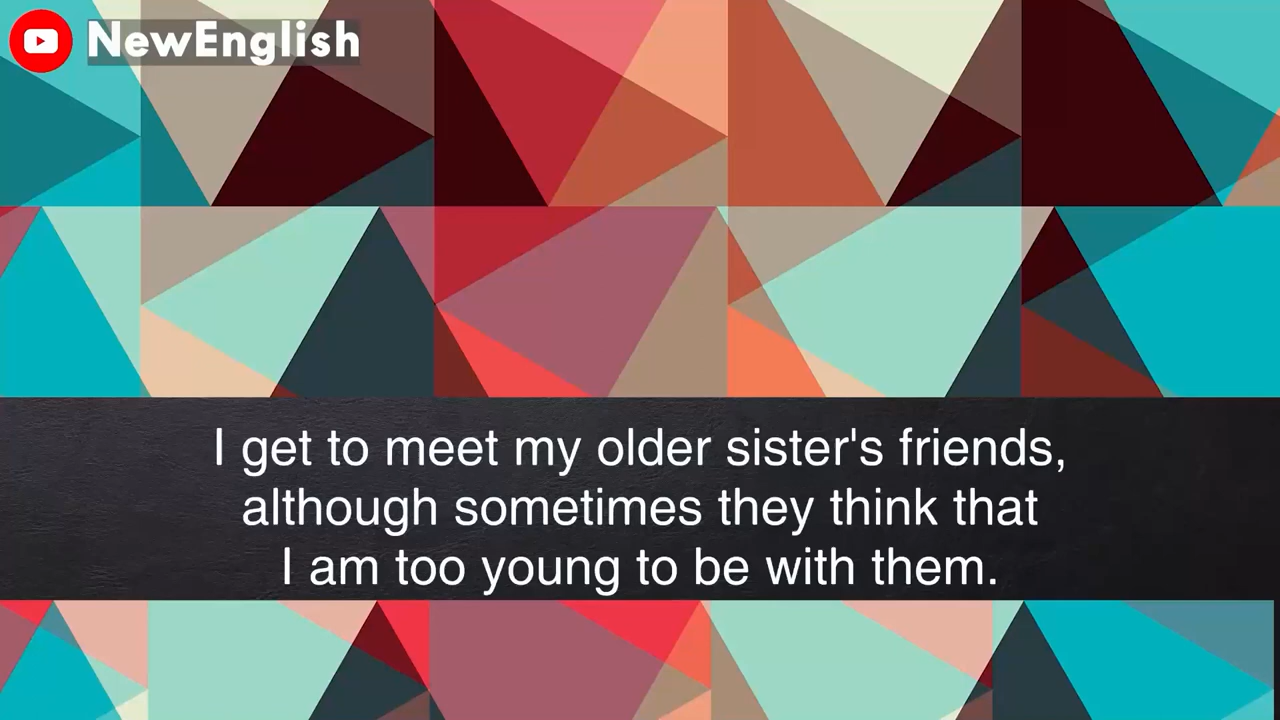 NewEnglish
I get to meet my older sister's friends,
although sometimes they think that
I am too young to be with them.